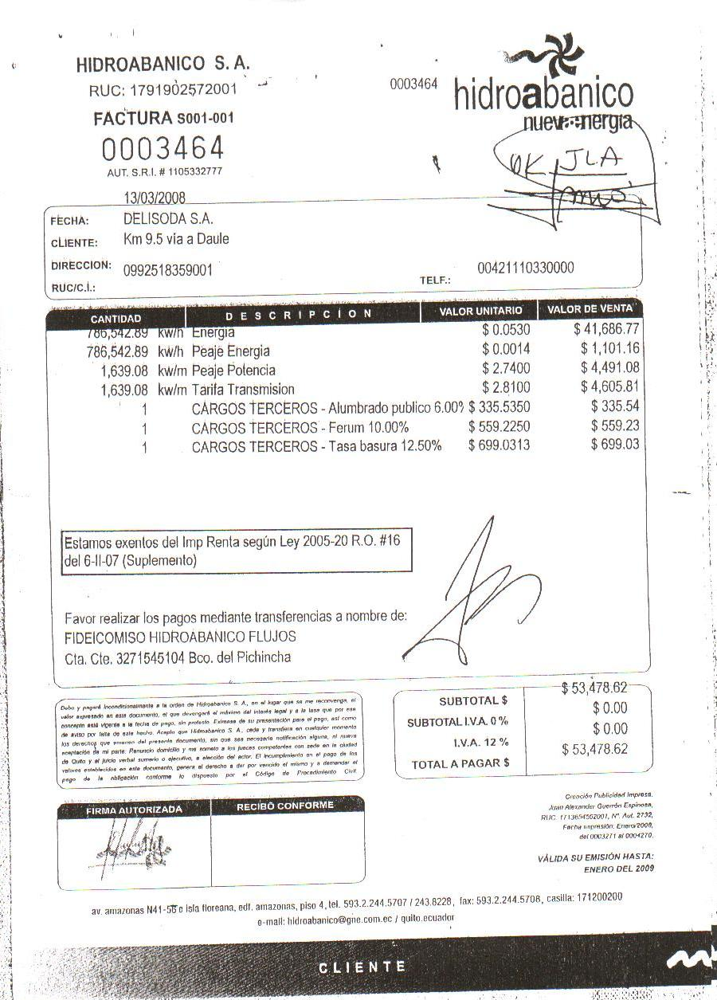 HIDROABANICO S. A.
RUC: 1791902572001
FACTURA S001-001
0003464
AUT. S.R.I. # 1105332777
0003464
hidroabanico
nueva energia
OK JLA
13/03/2008
FECHA: DELISODA S.A.
CLIENTE: Km 9.5 via a Daule
DIRECCION: 0992518359001
RUC/C.I.: TELF.: 00421110330000
CANTIDAD DESCRIPCION VALOR UNITARIO VALOR DE VENTA
786,542.89 kw/h Energia $ 0.0530 $ 41,686.77
786,542.89 kw/h Peaje Energia $ 0.0014 $ 1,101.16
1,639.08 kw/m Peaje Potencia $ 2.7400 $ 4,491.08
1,639.08 kw/m Tarifa Transmision $ 2.8100 $ 4,605.81
1 CARGOS TERCEROS - Alumbrado publico 6.00% $ 335.5350 $ 335.54
1 CARGOS TERCEROS - Ferum 10.00% $ 559.2250 $ 559.23
1 CARGOS TERCEROS - Tasa basura 12.50% $ 699.0313 $ 699.03
Estamos exentos del Imp Renta según Ley 2005-20 R.O. #16
del 6-II-07 (Suplemento)
Favor realizar los pagos mediante transferencias a nombre de:
FIDEICOMISO HIDROABANICO FLUJOS
Cta. Cte. 3271545104 Bco. del Pichincha
Debo y pagaré incondicionalmente a la orden de Hidroabanico S. A., en el lugar que se me reconvenga, el
valor expresado en este documento, el que devengará el máximo del interés legal y a la tasa que por ese
concepto está vigente a la fecha de pago, sin protesto. Exímase de su presentación para el pago, así como
de aviso por falta de este hecho. Acepto que Hidroabanico S. A., ceda y transfiera en cualquier momento
los derechos que emanen del presente documento, sin que sea necesaria notificación alguna, ni nueva
aceptación de mi parte. Renuncio domicilio y me someto a los jueces competentes con sede en la ciudad
de Quito y al juicio verbal sumario o ejecutivo, a elección del actor. El incumplimiento en el pago de los
valores establecidos en este documento, genera el derecho a dar por vencido el mismo y a demandar el
pago de la obligación conforme lo dispuesto por el Código de Procedimiento Civil.
SUBTOTAL $ $ 53,478.62
SUBTOTAL I.V.A. 0 % $ 0.00
I.V.A. 12 % $ 0.00
TOTAL A PAGAR $ $ 53,478.62
FIRMA AUTORIZADA RECIBÓ CONFORME
Creación Publicidad Impresa.
Juan Alexander Guerrón Espinosa,
RUC: 1713654562001, Nº. Aut. 2732,
Fecha impresión: Enero/2008,
del 0003271 al 0004270.
VÁLIDA SU EMISIÓN HASTA:
ENERO DEL 2009
av. amazonas N41-56 e isla floreana, edf. amazonas, piso 4, tel. 593.2.244.5707 / 243.8228, fax: 593.2.244.5708, casilla: 171200200
e-mail: hidroabanico@gne.com.ec / quito.ecuador
CLIENTE